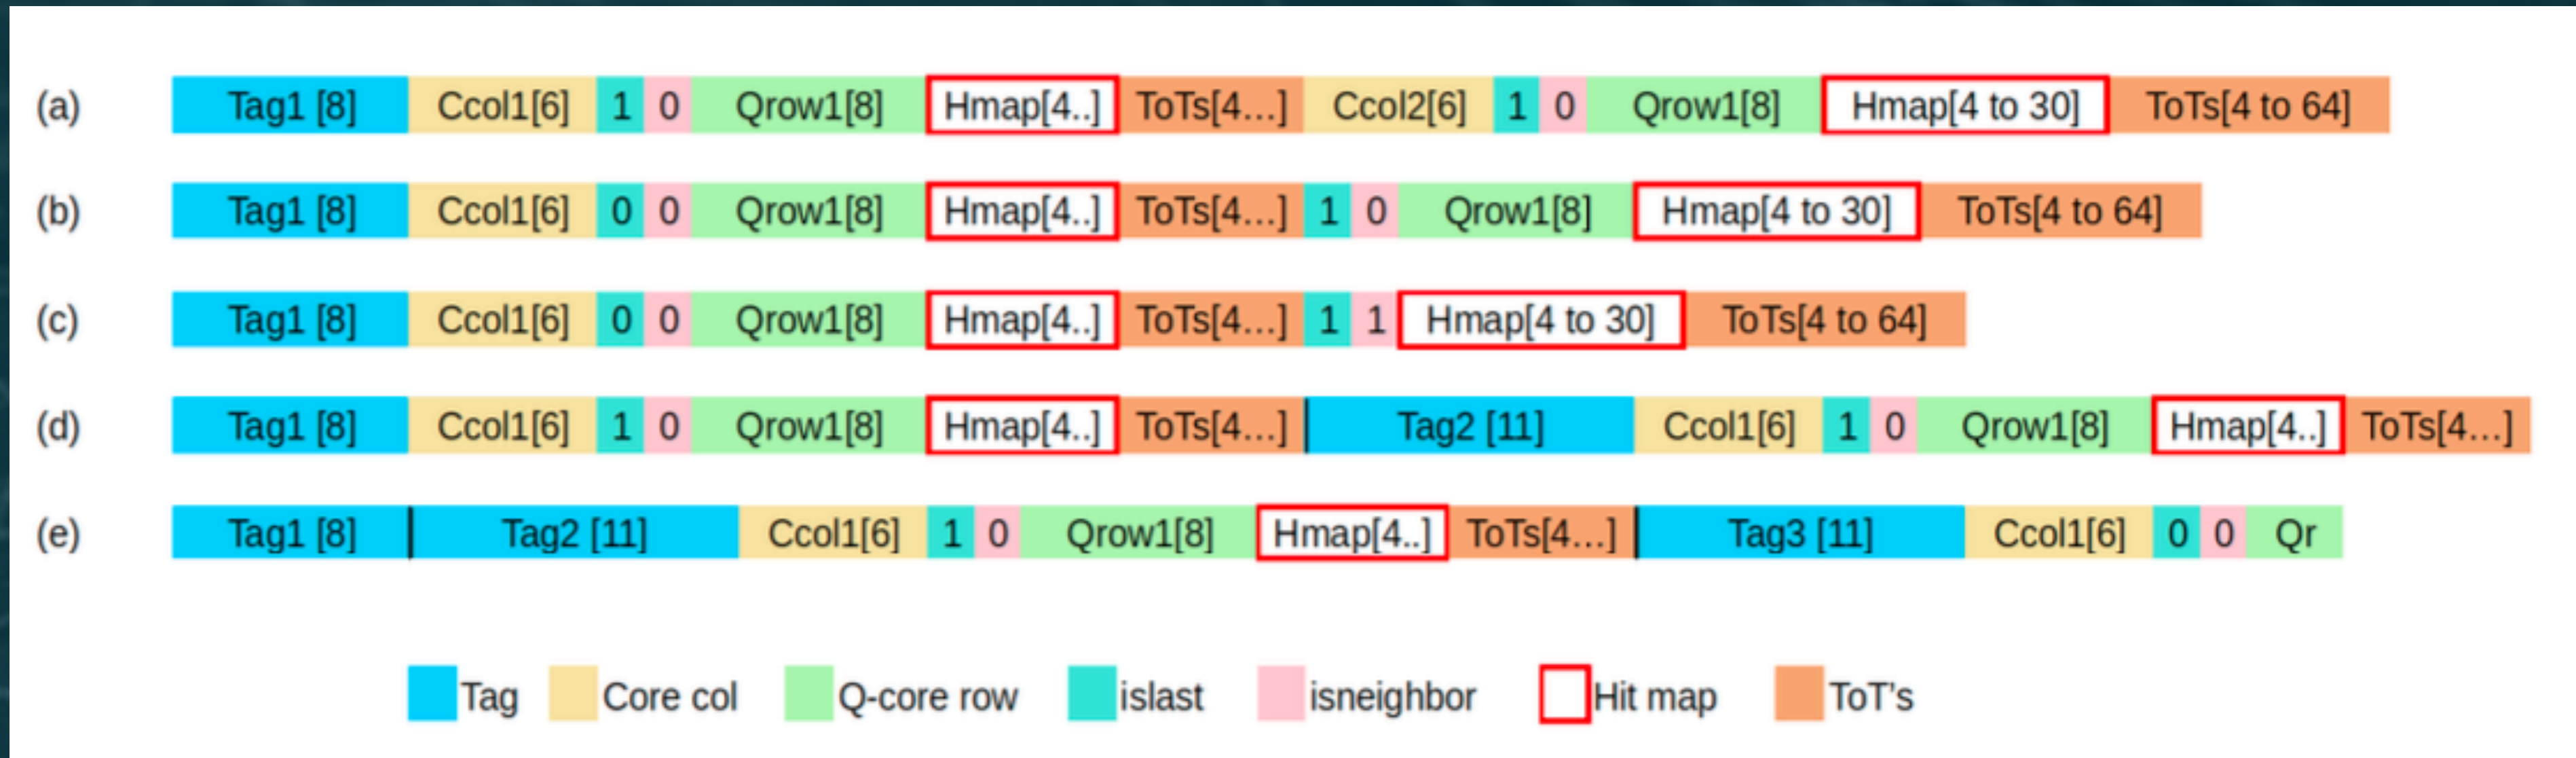 (a) Tag1 [8] Ccol1[6] 1 0 Qrow1[8] Hmap[4..] ToTs[4...] Ccol2[6] 1 0 Qrow1[8] Hmap[4 to 30] ToTs[4 to 64]
(b) Tag1 [8] Ccol1[6] 0 0 Qrow1[8] Hmap[4..] ToTs[4...] 1 0 Qrow1[8] Hmap[4 to 30] ToTs[4 to 64]
(c) Tag1 [8] Ccol1[6] 0 0 Qrow1[8] Hmap[4..] ToTs[4...] 1 1 Hmap[4 to 30] ToTs[4 to 64]
(d) Tag1 [8] Ccol1[6] 1 0 Qrow1[8] Hmap[4..] ToTs[4...] Tag2 [11] Ccol1[6] 1 0 Qrow1[8] Hmap[4..] ToTs[4...]
(e) Tag1 [8] Tag2 [11] Ccol1[6] 1 0 Qrow1[8] Hmap[4..] ToTs[4...] Tag3 [11] Ccol1[6] 0 0 Qr
Tag Core col Q-core row islast isneighbor Hit map ToT's